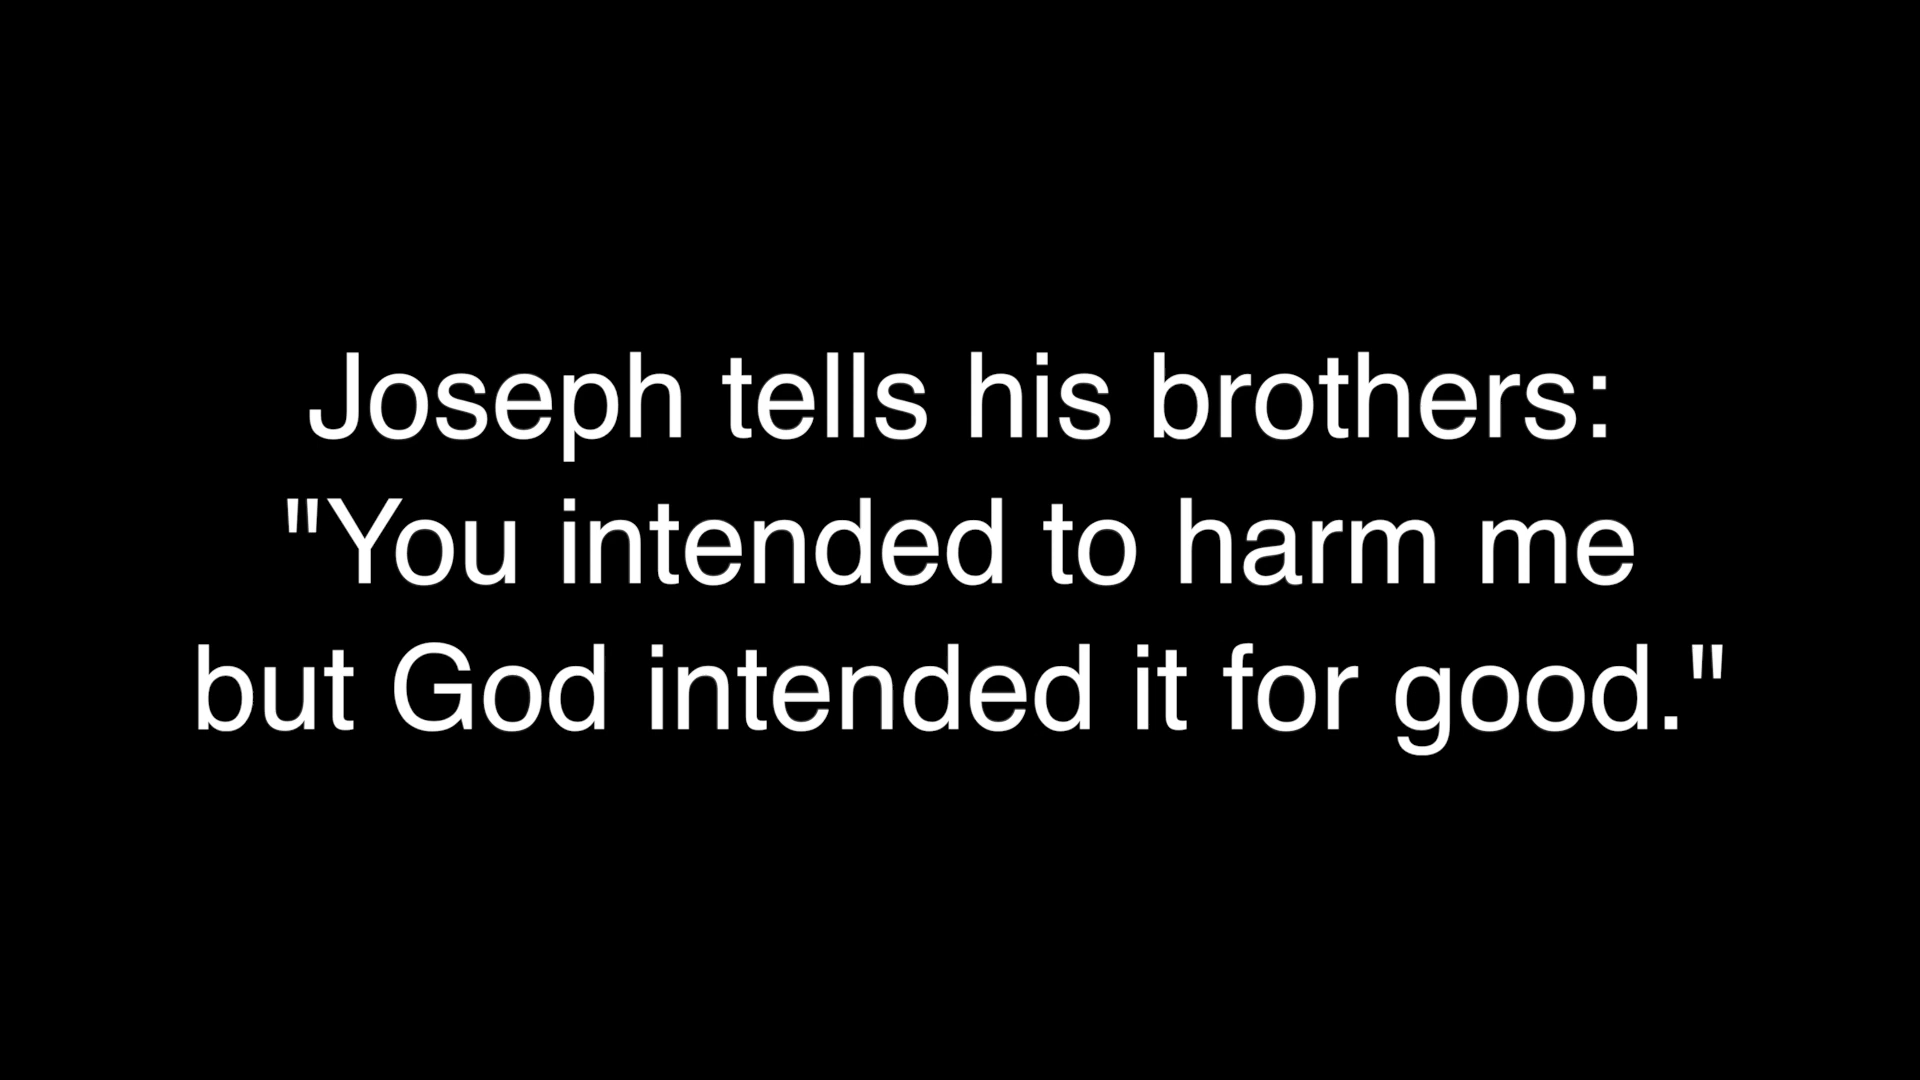 Joseph tells his brothers:
"You intended to harm me
but God intended it for good."